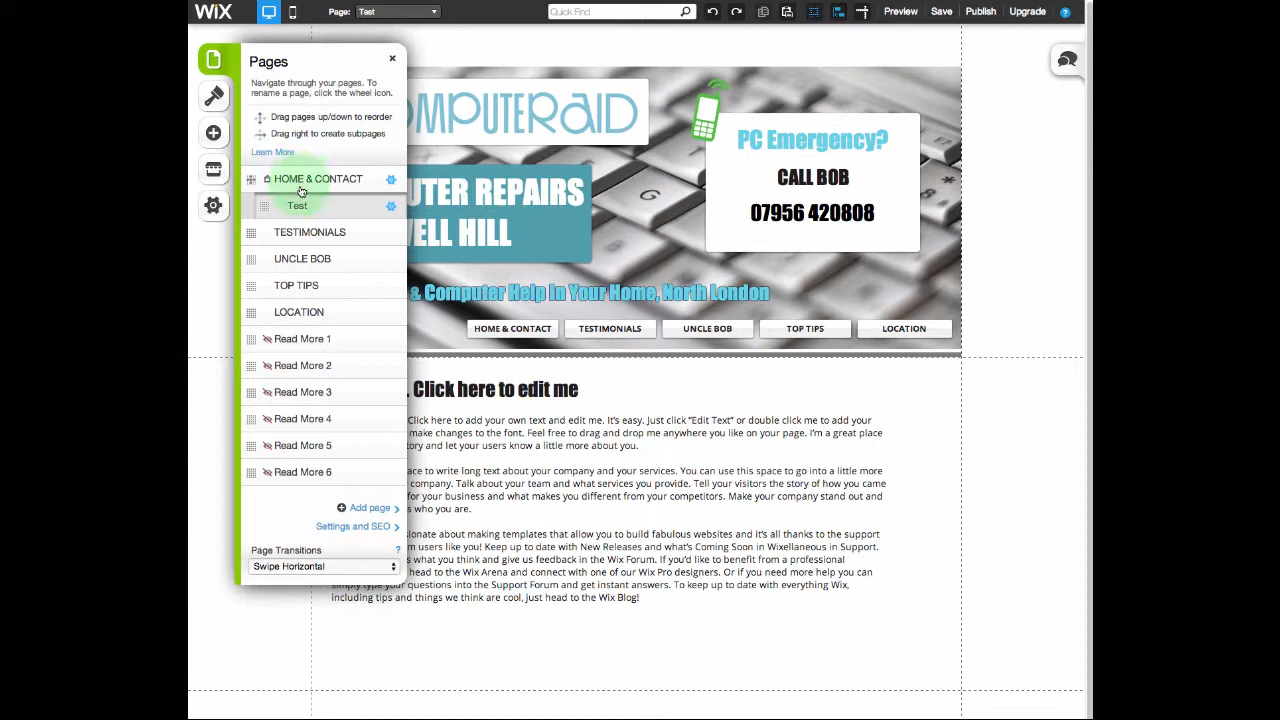 WiX
Page: Test
Quick Find
Preview
Save
Publish
Upgrade
?
Pages
×
Navigate through your pages. To
rename a page, click the wheel icon.
Drag pages up/down to reorder
Drag right to create subpages
Learn More
HOME & CONTACT
Test
TESTIMONIALS
UNCLE BOB
TOP TIPS
LOCATION
Read More 1
Read More 2
Read More 3
Read More 4
Read More 5
Read More 6
Add page
Settings and SEO
Page Transitions ?
Swipe Horizontal
OMPUTERAID
PC Emergency?
CALL BOB
07956 420808
UTER REPAIRS
WELL HILL
& Computer Help In Your Home, North London
HOME & CONTACT TESTIMONIALS UNCLE BOB TOP TIPS LOCATION
. Click here to edit me
Click here to add your own text and edit me. It's easy. Just click "Edit Text" or double click me to add your
make changes to the font. Feel free to drag and drop me anywhere you like on your page. I'm a great place
tory and let your users know a little more about you.
ace to write long text about your company and your services. You can use this space to go into a little more
company. Talk about your team and what services you provide. Tell your visitors the story of how you came
for your business and what makes you different from your competitors. Make your company stand out and
s who you are.
sionate about making templates that allow you to build fabulous websites and it's all thanks to the support
m users like you! Keep up to date with New Releases and what's Coming Soon in Wixellaneous in Support.
s what you think and give us feedback in the Wix Forum. If you'd like to benefit from a professional
head to the Wix Arena and connect with one of our Wix Pro designers. Or if you need more help you can
simply type your questions into the Support Forum and get instant answers. To keep up to date with everything Wix,
including tips and things we think are cool, just head to the Wix Blog!